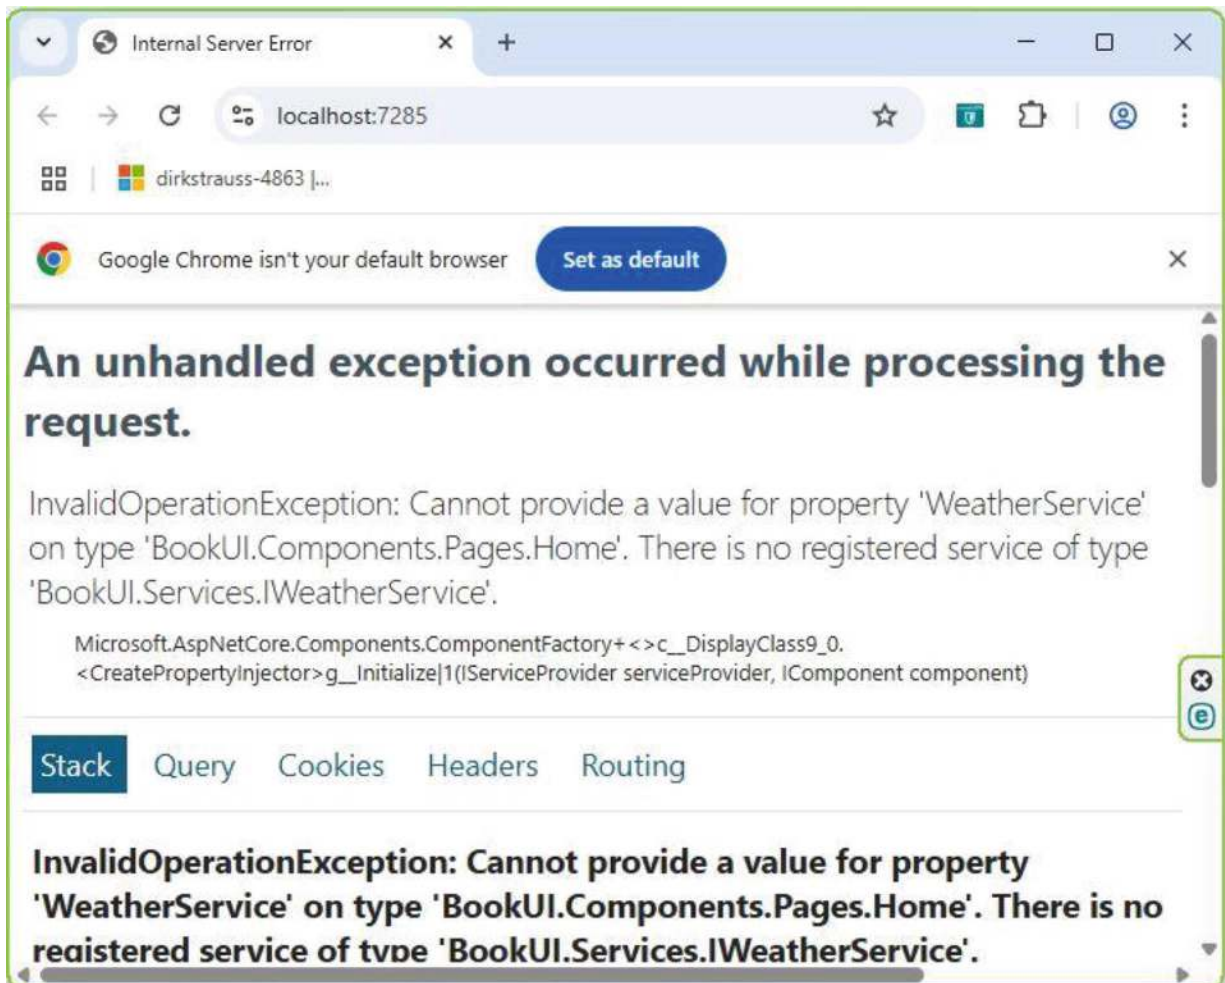 Internal Server Error
localhost:7285
dirkstrauss-4863 |...
Google Chrome isn't your default browser
Set as default
An unhandled exception occurred while processing the
request.
InvalidOperationException: Cannot provide a value for property 'WeatherService'
on type 'BookUI.Components.Pages.Home'. There is no registered service of type
'BookUI.Services.IWeatherService'.
Microsoft.AspNetCore.Components.ComponentFactory+<>c__DisplayClass9_0.
<CreatePropertyInjector>g__Initialize|1(IServiceProvider serviceProvider, IComponent component)
Stack Query Cookies Headers Routing
InvalidOperationException: Cannot provide a value for property
'WeatherService' on type 'BookUI.Components.Pages.Home'. There is no
registered service of type 'BookUI.Services.IWeatherService'.